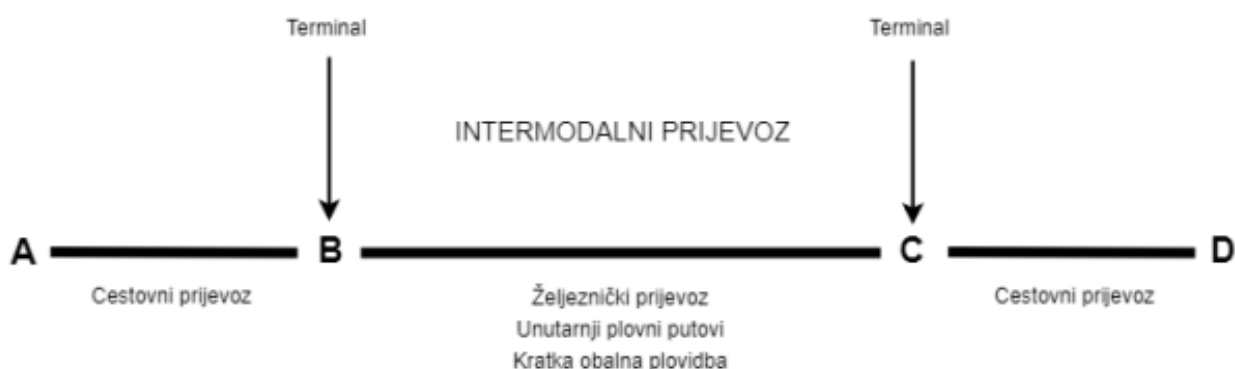 Terminal
Terminal
INTERMODALNI PRIJEVOZ
A
B
C
D
Cestovni prijevoz
Željeznički prijevoz
Unutarnji plovni putovi
Kratka obalna plovidba
Cestovni prijevoz